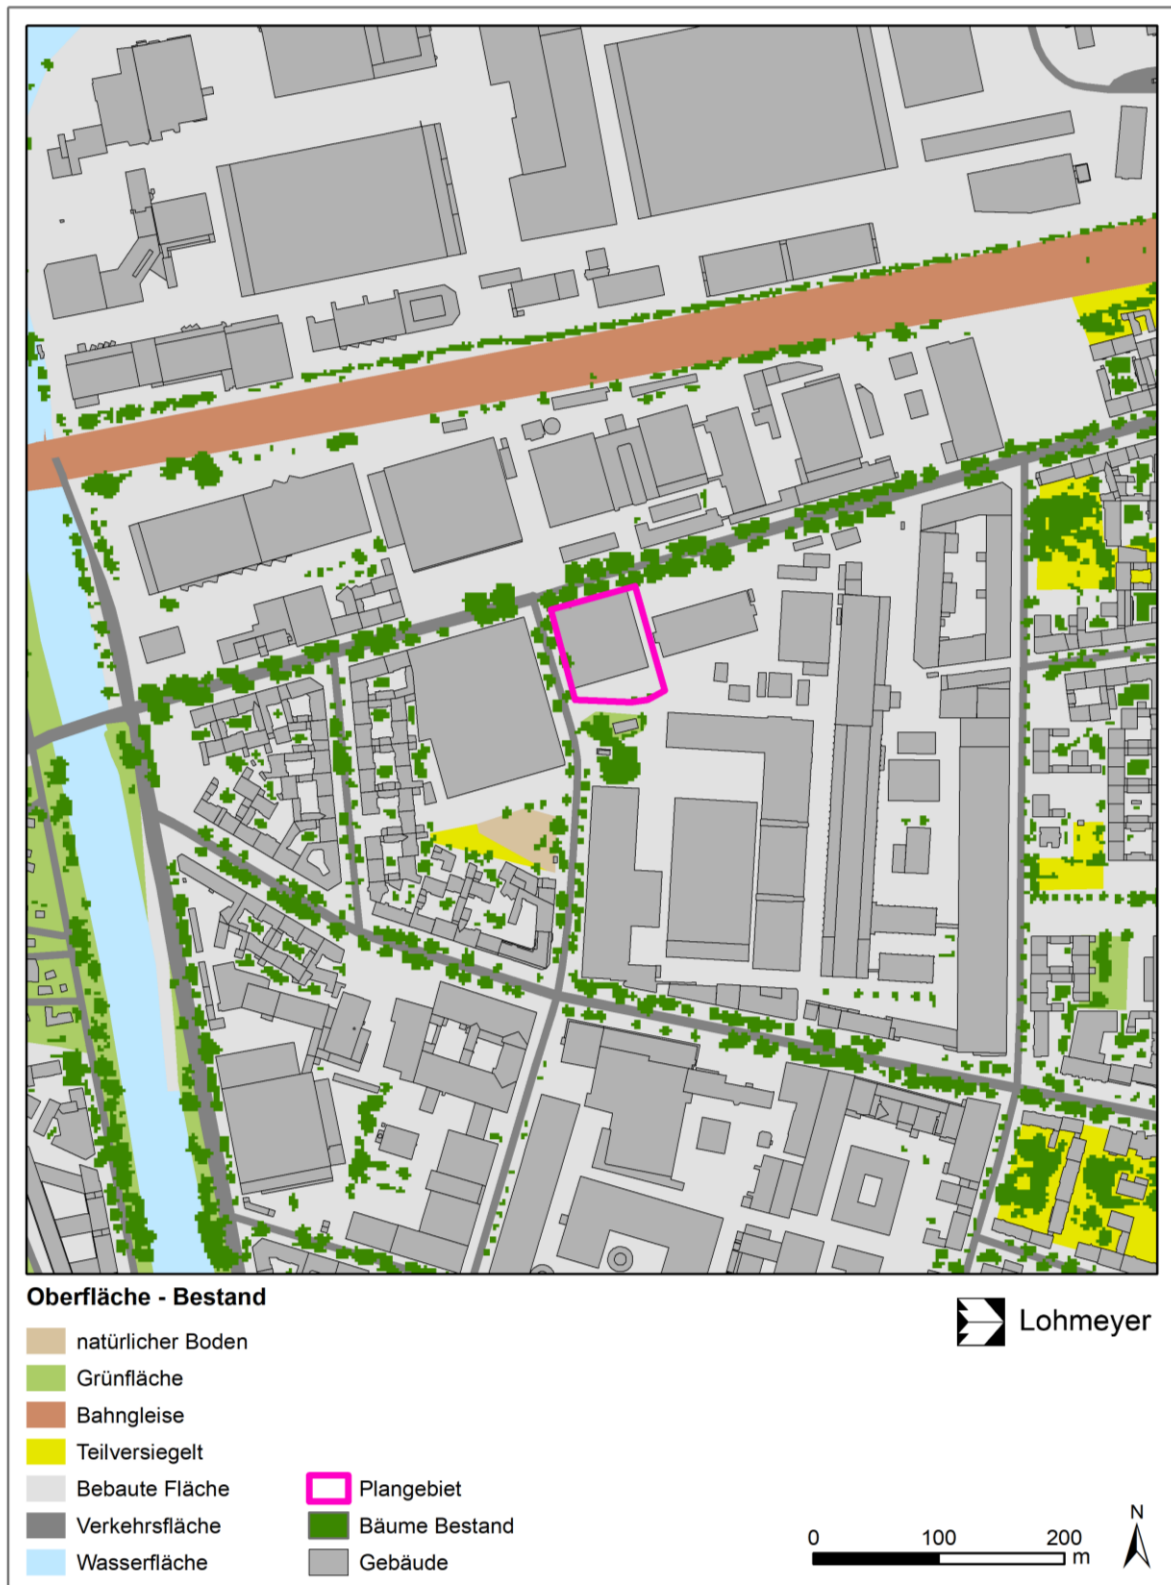 Oberfläche - Bestand
Lohmeyer
natürlicher Boden
Grünfläche
Bahngleise
Teilversiegelt
Bebaute Fläche
Verkehrsfläche
Wasserfläche
Plangebiet
Bäume Bestand
Gebäude
0 100 200
m
N